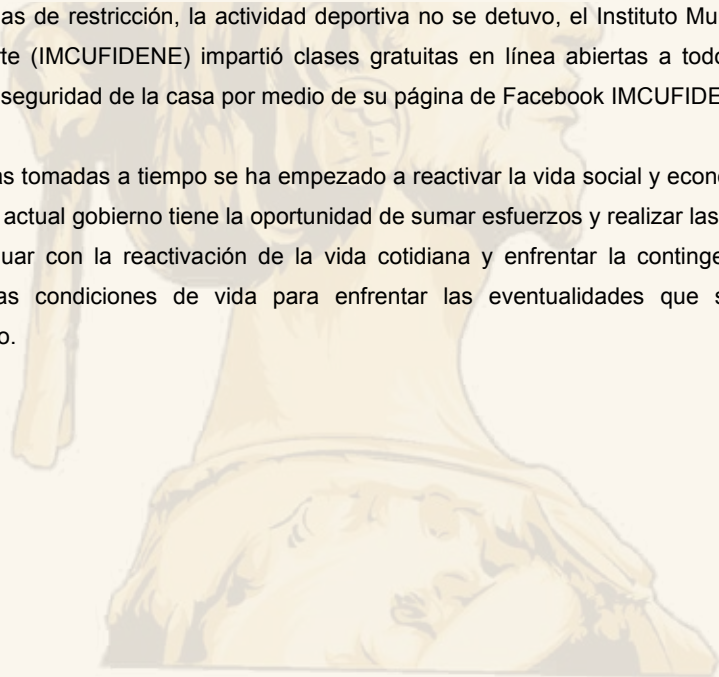 as de restricción, la actividad deportiva no se detuvo, el Instituto Mu
te (IMCUFIDENE) impartió clases gratuitas en línea abiertas a todo
seguridad de la casa por medio de su página de Facebook IMCUFIDE
as tomadas a tiempo se ha empezado a reactivar la vida social y econ
actual gobierno tiene la oportunidad de sumar esfuerzos y realizar las
uar con la reactivación de la vida cotidiana y enfrentar la continge
as condiciones de vida para enfrentar las eventualidades que s
o.